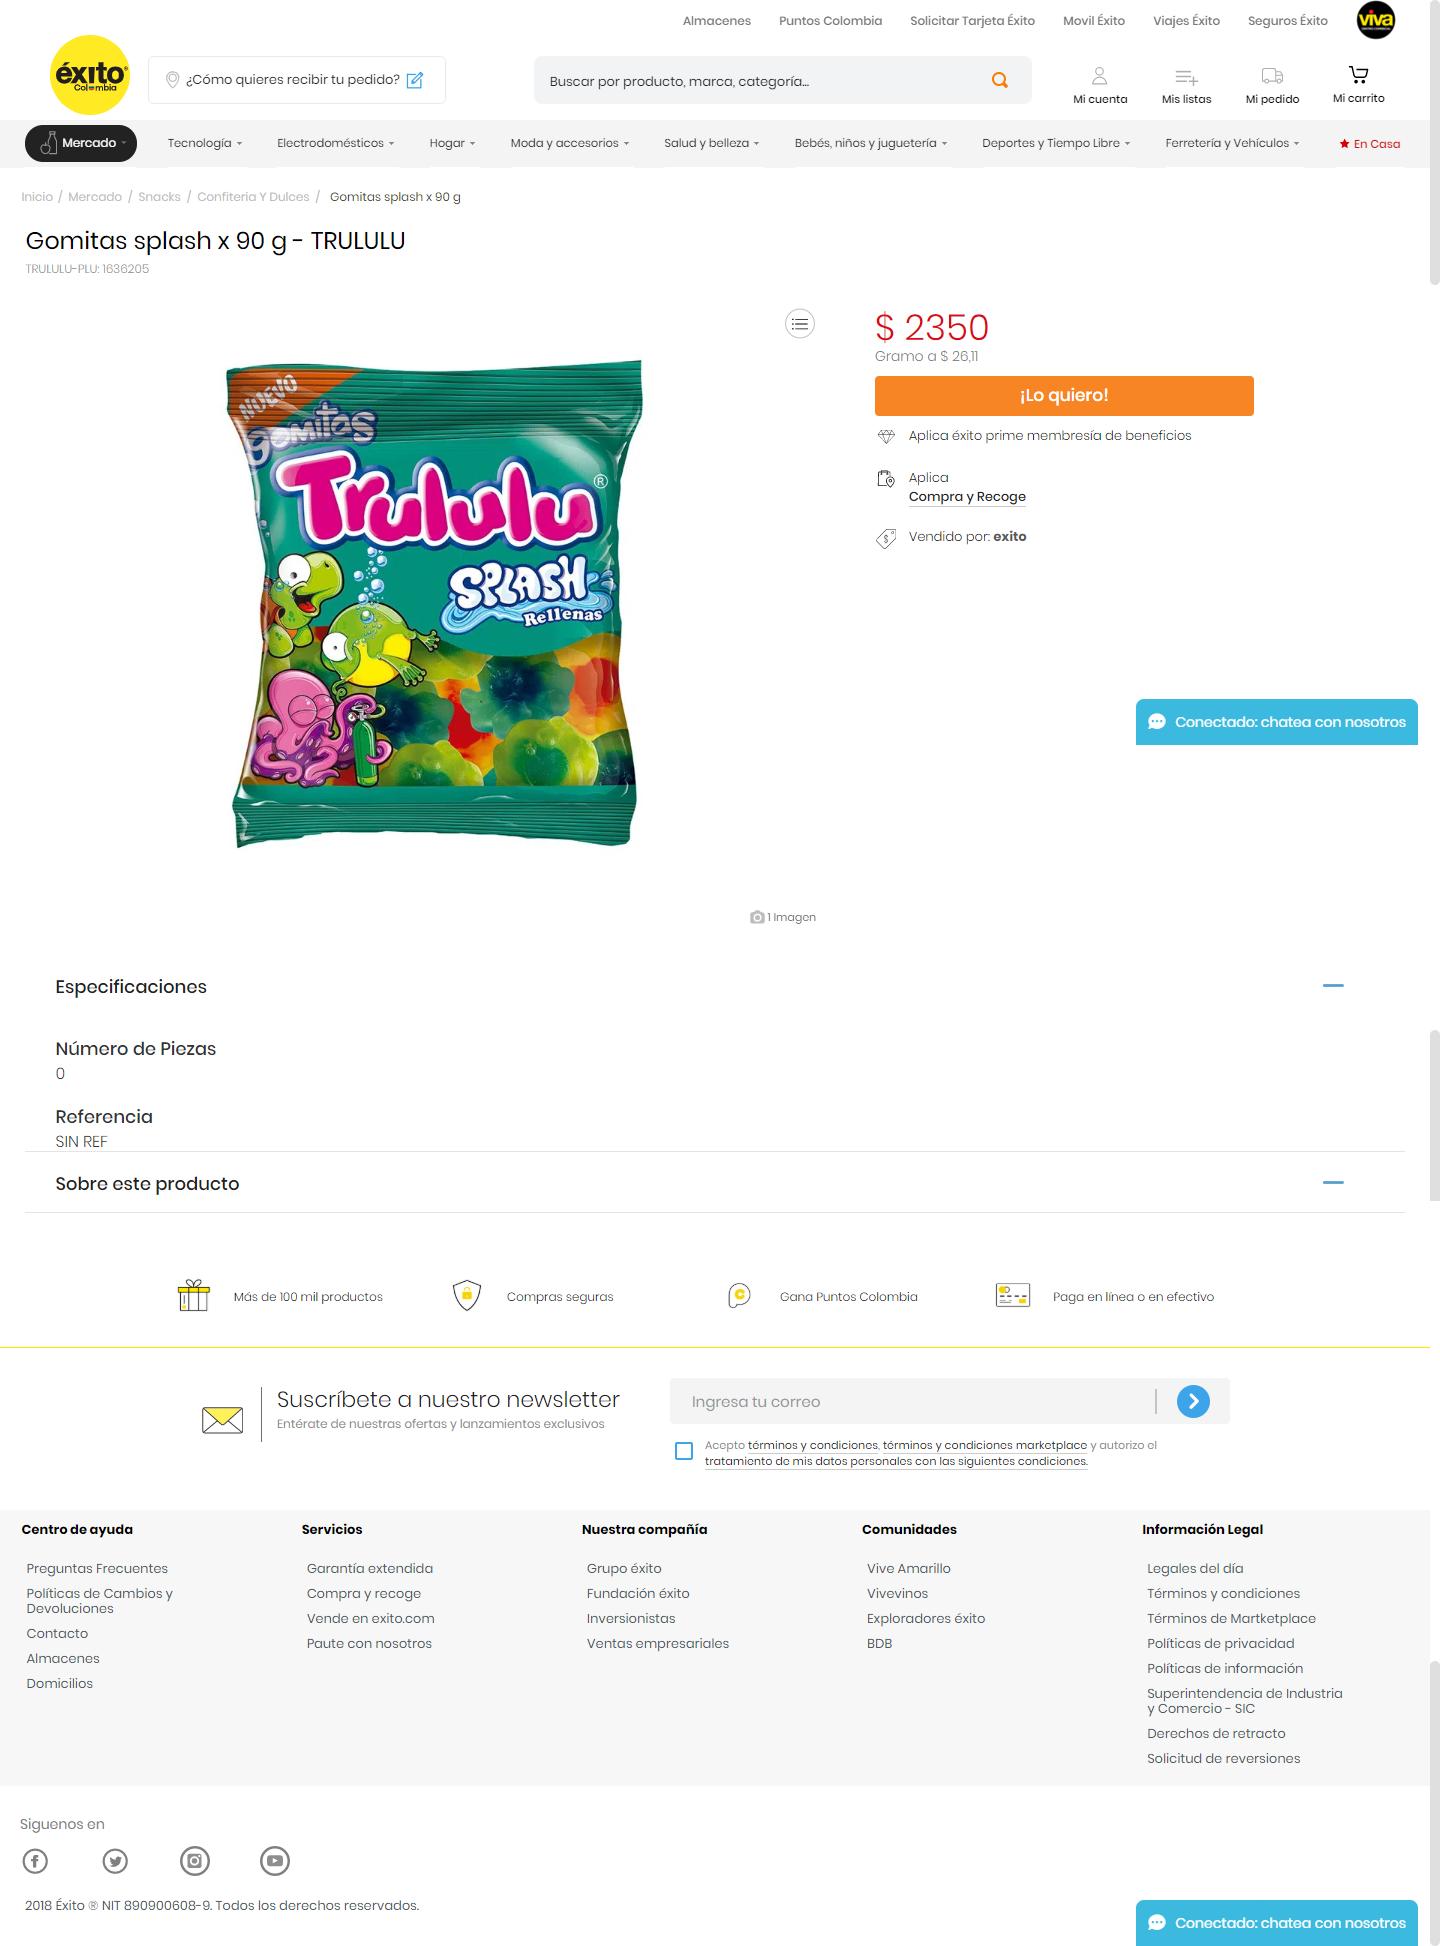 Almacenes Puntos Colombia Solicitar Tarjeta Éxito Movil Éxito Viajes Éxito Seguros Éxito viva
éxito
Colombia
¿Cómo quieres recibir tu pedido?
Buscar por producto, marca, categoría...
Mi cuenta Mis listas Mi pedido Mi carrito
Mercado Tecnología Electrodomésticos Hogar Moda y accesorios Salud y belleza Bebés, niños y juguetería Deportes y Tiempo Libre Ferretería y Vehículos En Casa
Inicio / Mercado / Snacks / Confiteria Y Dulces / Gomitas splash x 90 g
Gomitas splash x 90 g - TRULULU
TRULULU-PLU: 1636205
NUEVO
gomitas
Trululu ®
SPLASH
Rellenas
1 Imagen
$ 2350
Gramo a $ 26,11
¡Lo quiero!
Aplica éxito prime membresía de beneficios
Aplica
Compra y Recoge
Vendido por: exito
Conectado: chatea con nosotros
Especificaciones
Número de Piezas
0
Referencia
SIN REF
Sobre este producto
Más de 100 mil productos Compras seguras Gana Puntos Colombia Paga en línea o en efectivo
Suscríbete a nuestro newsletter
Entérate de nuestras ofertas y lanzamientos exclusivos
Ingresa tu correo
Acepto términos y condiciones, términos y condiciones marketplace y autorizo el
tratamiento de mis datos personales con las siguientes condiciones.
Centro de ayuda
Preguntas Frecuentes
Políticas de Cambios y
Devoluciones
Contacto
Almacenes
Domicilios
Servicios
Garantía extendida
Compra y recoge
Vende en exito.com
Paute con nosotros
Nuestra compañía
Grupo éxito
Fundación éxito
Inversionistas
Ventas empresariales
Comunidades
Vive Amarillo
Vivevinos
Exploradores éxito
BDB
Información Legal
Legales del día
Términos y condiciones
Términos de Martketplace
Políticas de privacidad
Políticas de información
Superintendencia de Industria
y Comercio - SIC
Derechos de retracto
Solicitud de reversiones
Siguenos en
2018 Éxito ® NIT 890900608-9. Todos los derechos reservados.
Conectado: chatea con nosotros